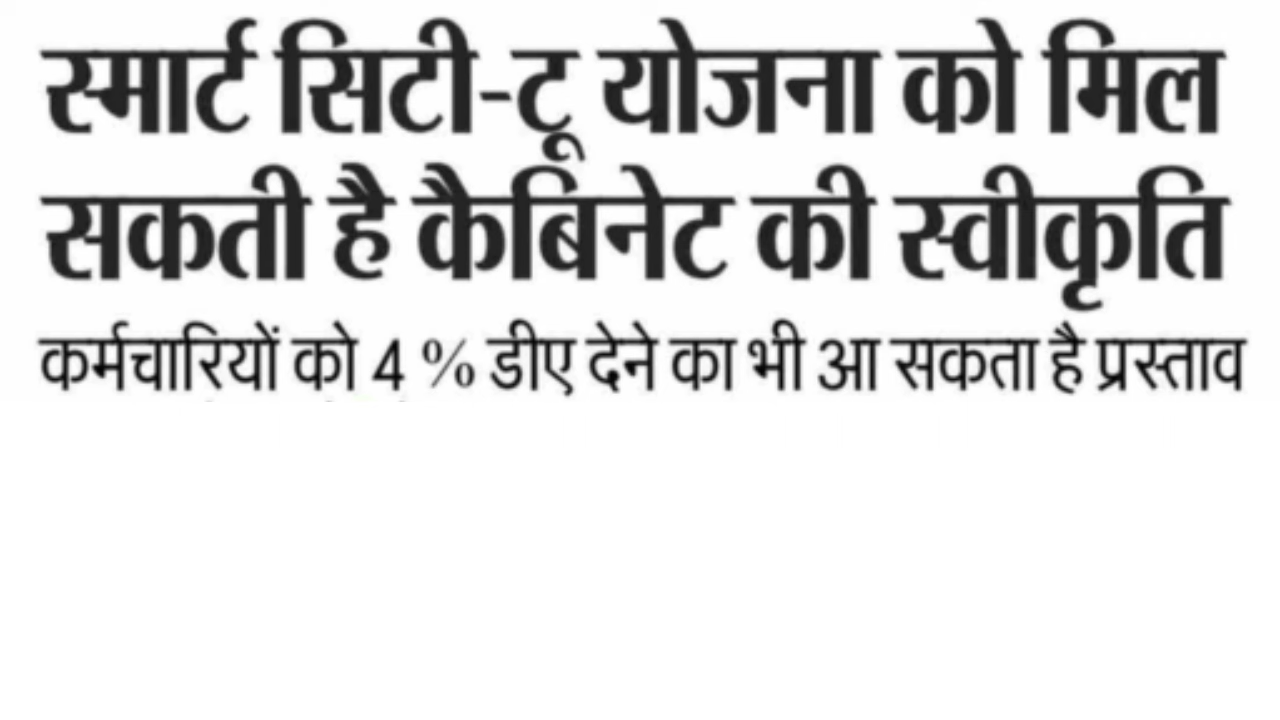 स्मार्ट सिटी-टू योजना को मिल
सकती है कैबिनेट की स्वीकृति
कर्मचारियों को 4 % डीए देने का भी आ सकता है प्रस्ताव